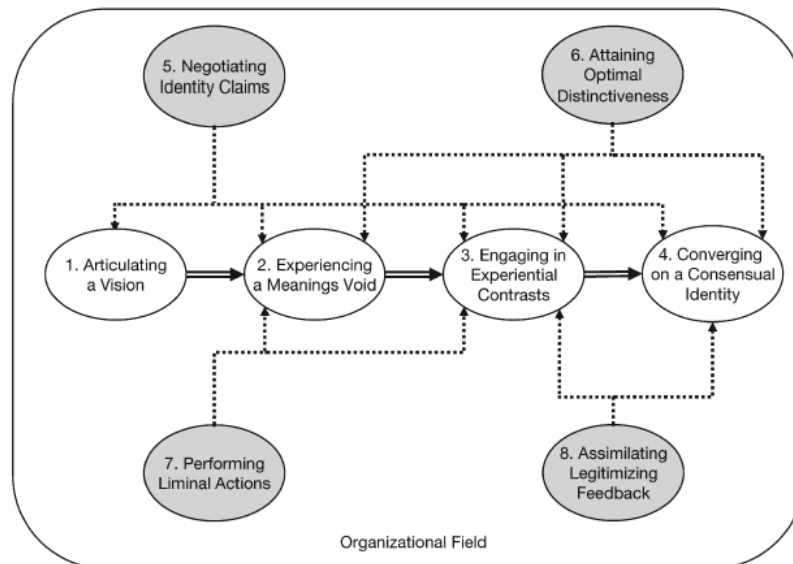 5. Negotiating
Identity Claims
6. Attaining
Optimal
Distinctiveness
1. Articulating
a Vision
2. Experiencing
a Meanings Void
3. Engaging in
Experiential
Contrasts
4. Converging
on a Consensual
Identity
7. Performing
Liminal Actions
8. Assimilating
Legitimizing
Feedback
Organizational Field